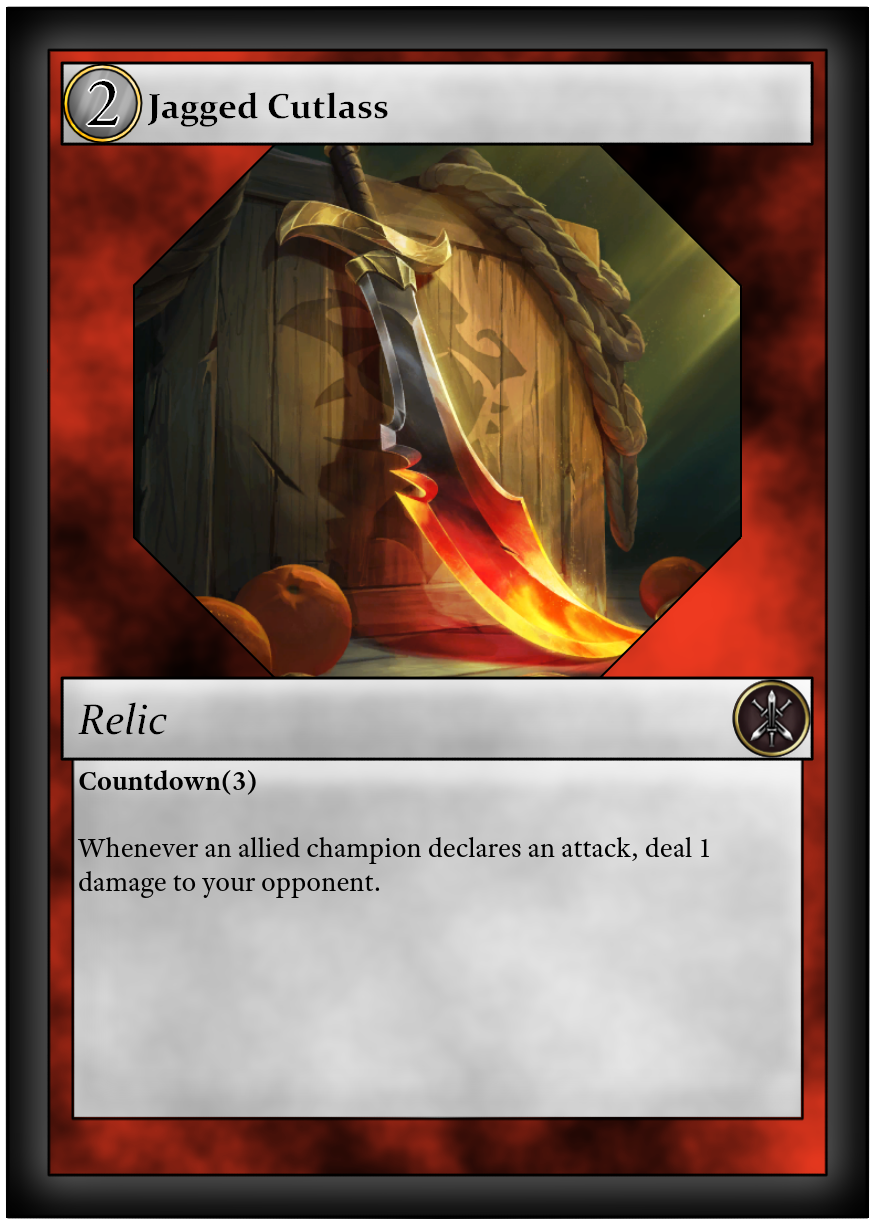 2
Jagged Cutlass
Relic
Countdown(3)
Whenever an allied champion declares an attack, deal 1
damage to your opponent.